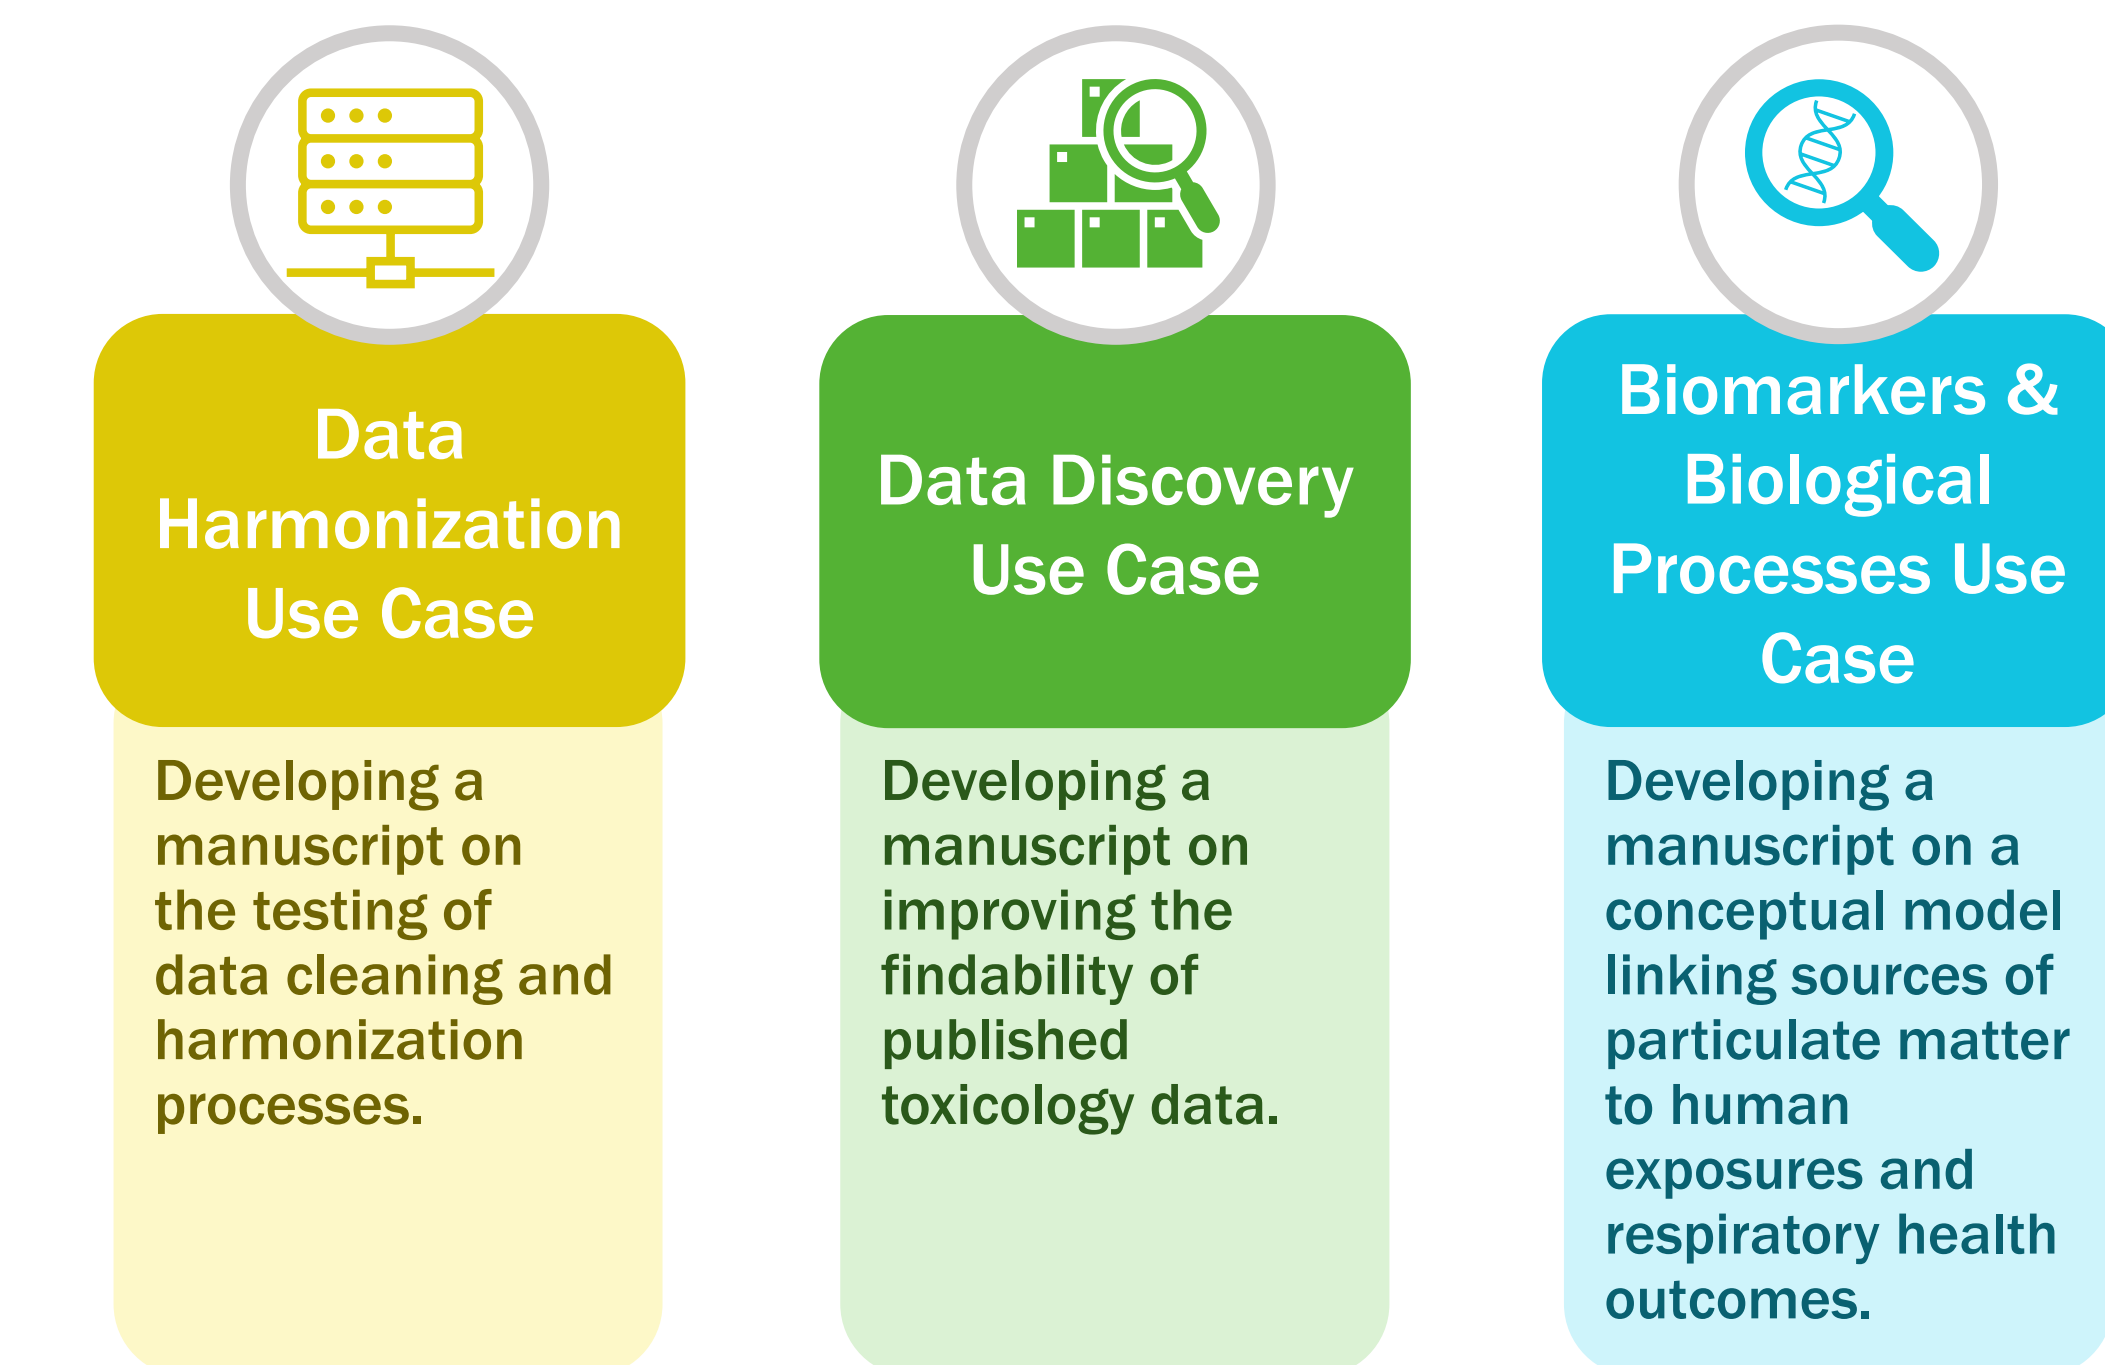 Data
Harmonization
Use Case
Developing a
manuscript on
the testing of
data cleaning and
harmonization
processes.
Data Discovery
Use Case
Developing a
manuscript on
improving the
findability of
published
toxicology data.
Biomarkers &
Biological
Processes Use
Case
Developing a
manuscript on a
conceptual model
linking sources of
particulate matter
to human
exposures and
respiratory health
outcomes.